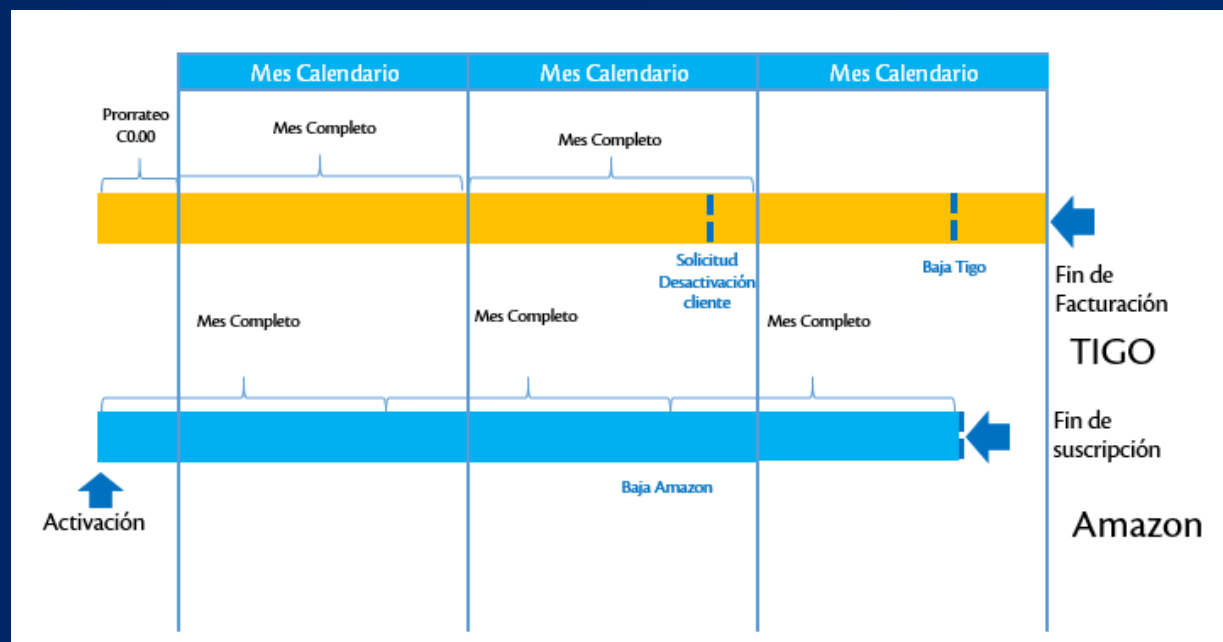 Mes Calendario
Mes Calendario
Mes Calendario
Prorrateo
C0.00
Mes Completo
Mes Completo
Solicitud
Desactivación
cliente
Baja Tigo
Fin de
Facturación
TIGO
Mes Completo
Mes Completo
Mes Completo
Fin de
suscripción
Baja Amazon
Activación
Amazon